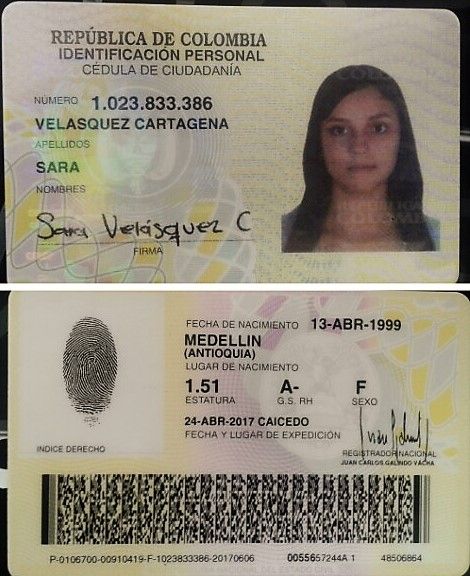 REPÚBLICA DE COLOMBIA
IDENTIFICACIÓN PERSONAL
CÉDULA DE CIUDADANÍA
NÚMERO 1.023.833.386
VELASQUEZ CARTAGENA
APELLIDOS
SARA
NOMBRES
Sara Velásquez C
FIRMA
FECHA DE NACIMIENTO 13-ABR-1999
MEDELLIN
(ANTIOQUIA)
LUGAR DE NACIMIENTO
1.51 A- F
ESTATURA G.S. RH SEXO
24-ABR-2017 CAICEDO
FECHA Y LUGAR DE EXPEDICIÓN
INDICE DERECHO
REGISTRADOR NACIONAL
JUAN CARLOS GALINDO VACHA
P-0106700-00910419-F-1023833386-20170606 0055657244A 1 48506864